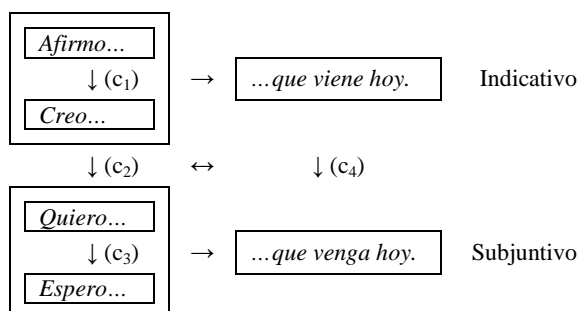 Afirmo…
↓ (c₁) → …que viene hoy. Indicativo
Creo…
↓ (c₂) ↔ ↓ (c₄)
Quiero…
↓ (c₃) → …que venga hoy. Subjuntivo
Espero…